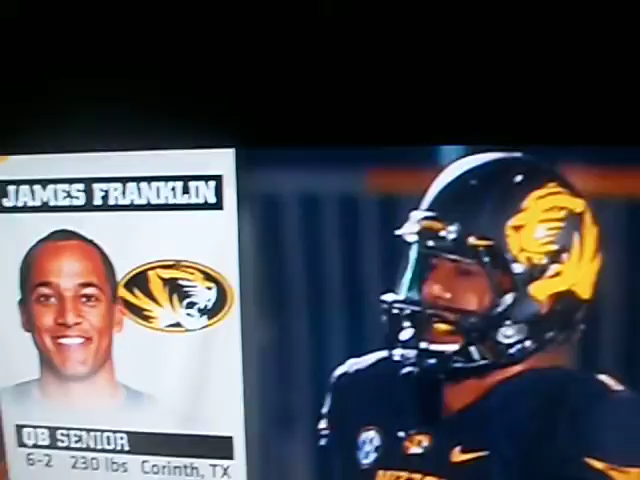 JAMES FRANKLIN
QB SENIOR
6-2 230 lbs Corinth, TX